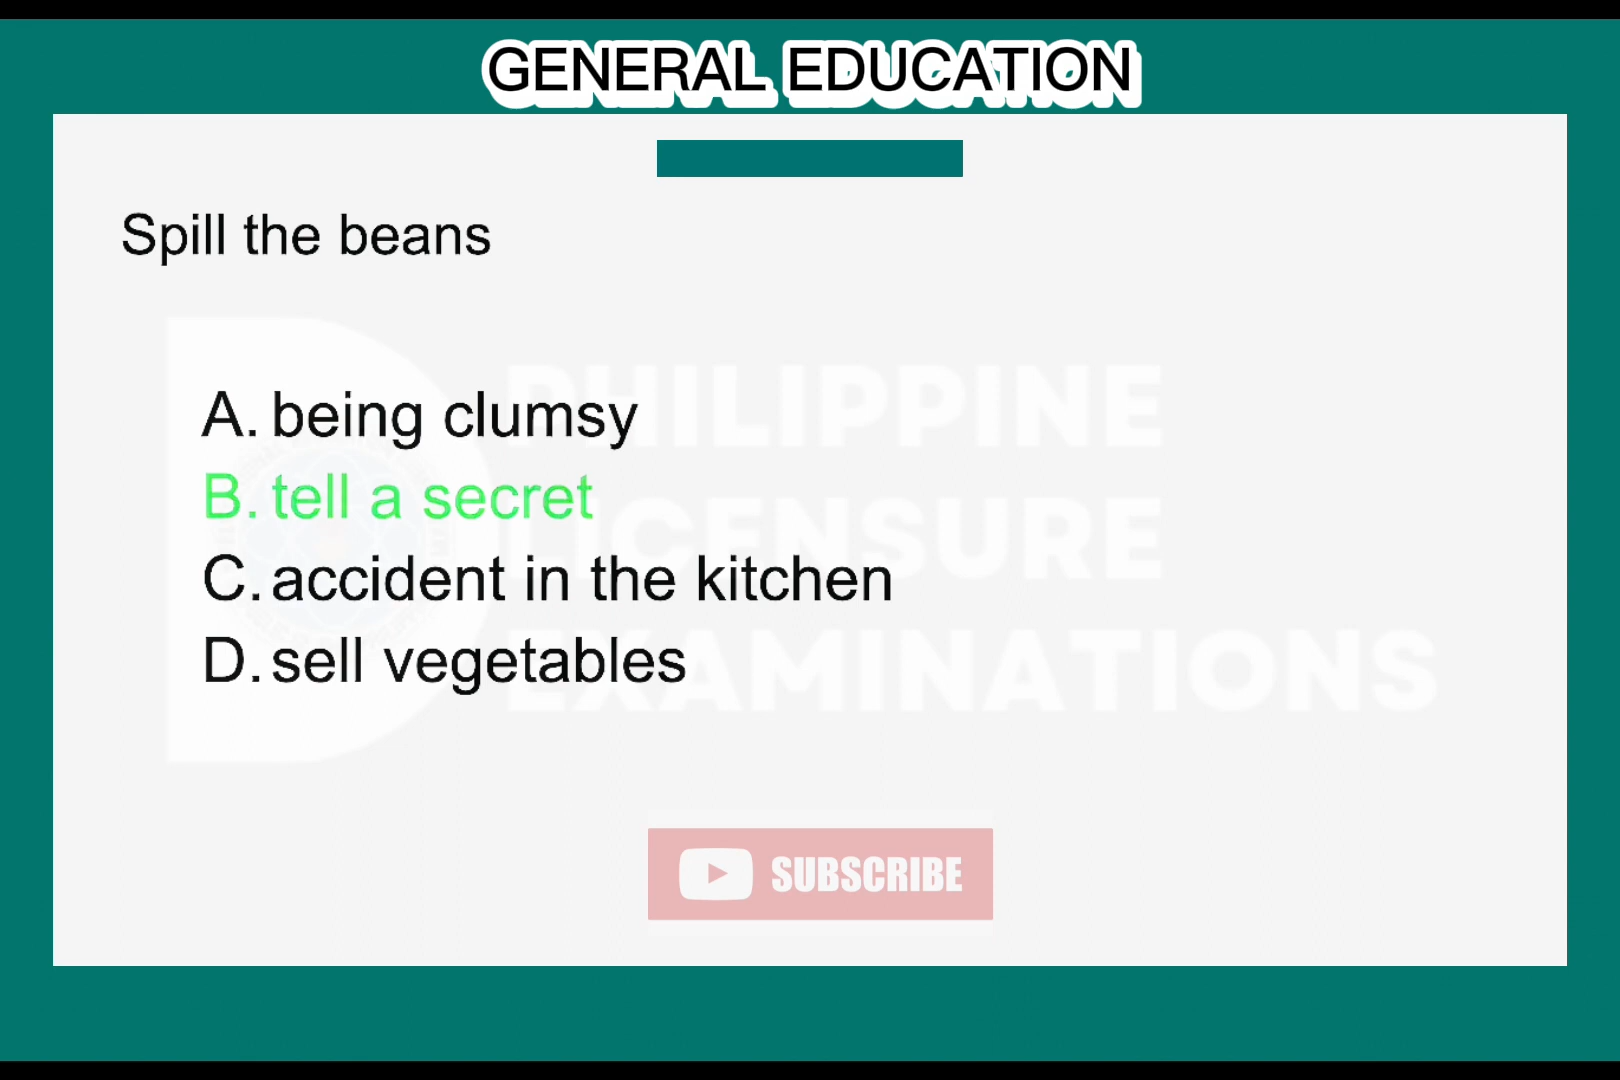 GENERAL EDUCATION
Spill the beans
A. being clumsy
B. tell a secret
C. accident in the kitchen
D. sell vegetables
PHILIPPINE
LICENSURE
EXAMINATIONS
SUBSCRIBE